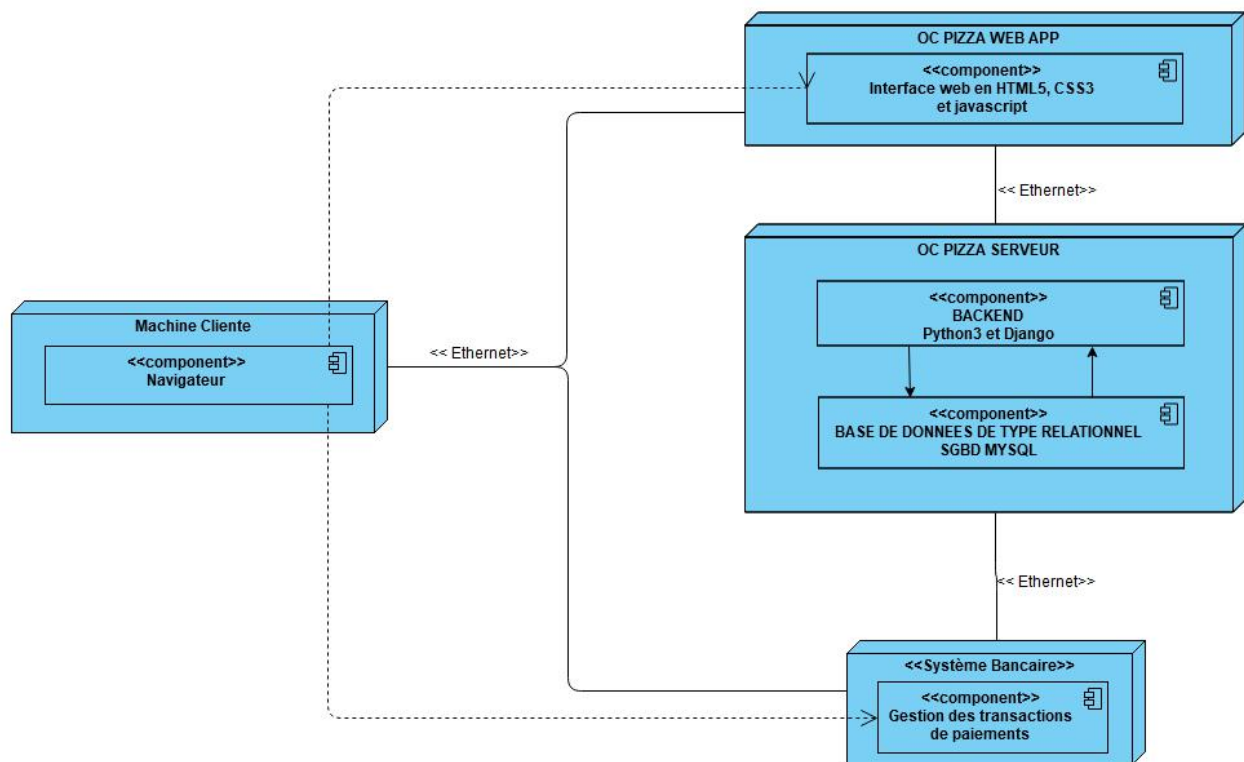 OC PIZZA WEB APP
<<component>>
Interface web en HTML5, CSS3
et javascript
<< Ethernet>>
OC PIZZA SERVEUR
<<component>>
BACKEND
Python3 et Django
Machine Cliente
<<component>>
Navigateur
<< Ethernet>>
<<component>>
BASE DE DONNEES DE TYPE RELATIONNEL
SGBD MYSQL
<< Ethernet>>
<<Système Bancaire>>
<<component>>
Gestion des transactions
de paiements